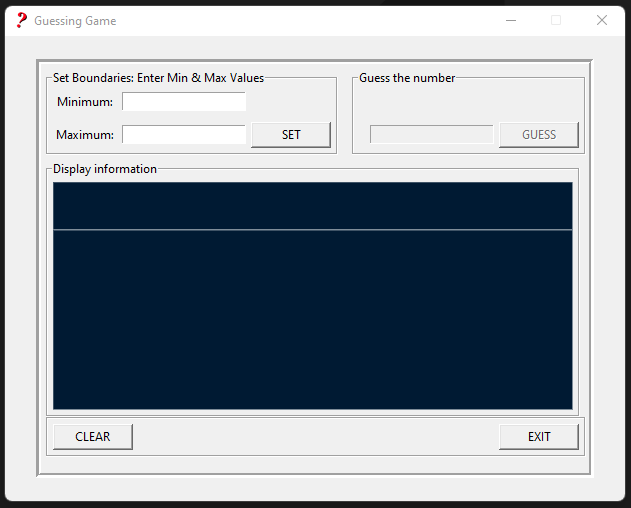 Guessing Game
Set Boundaries: Enter Min & Max Values
Guess the number
Minimum:
Maximum:
SET
GUESS
Display information
CLEAR
EXIT